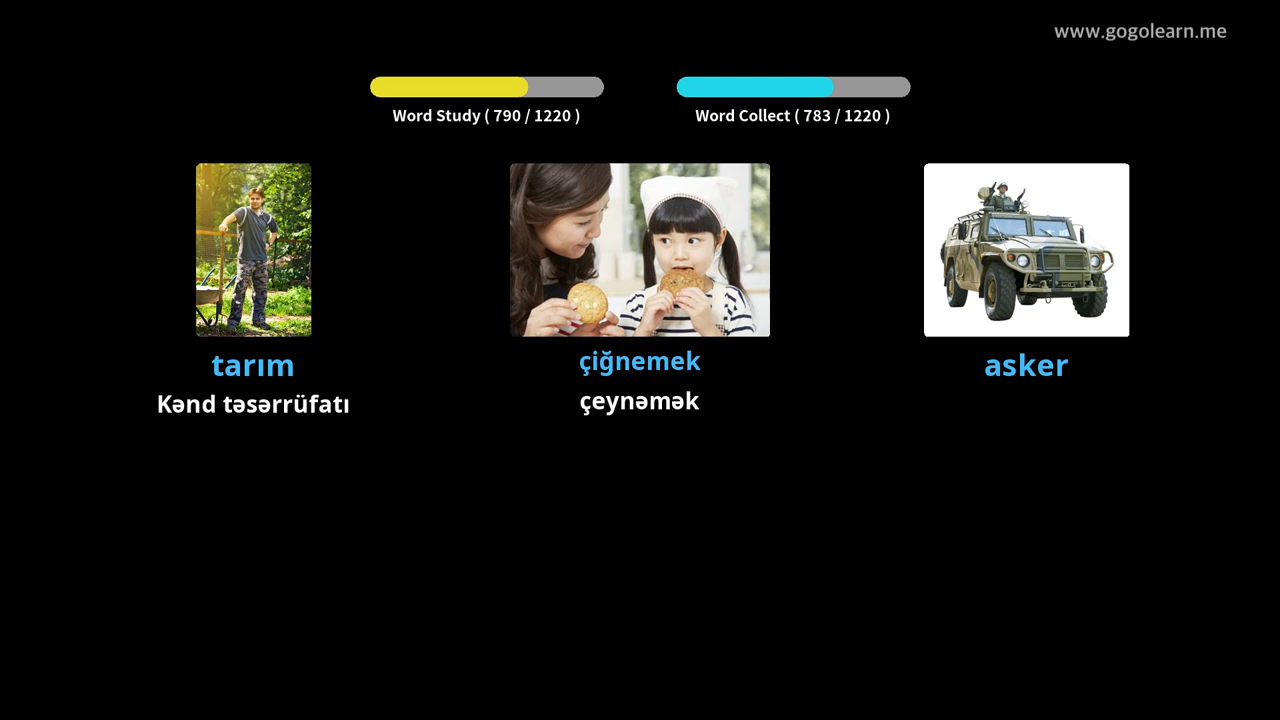 www.gogolearn.me
Word Study ( 790 / 1220 )
Word Collect ( 783 / 1220 )
tarım
Kənd təsərrüfatı
çiğnemek
çeynəmək
asker